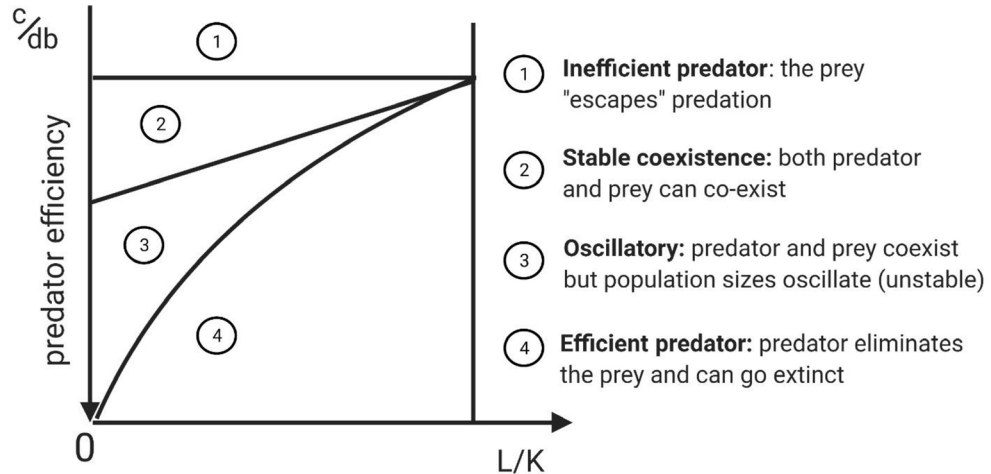 c/db
predator efficiency
1
2
3
4
0
L/K
1 Inefficient predator: the prey
"escapes" predation
2 Stable coexistence: both predator
and prey can co-exist
3 Oscillatory: predator and prey coexist
but population sizes oscillate (unstable)
4 Efficient predator: predator eliminates
the prey and can go extinct